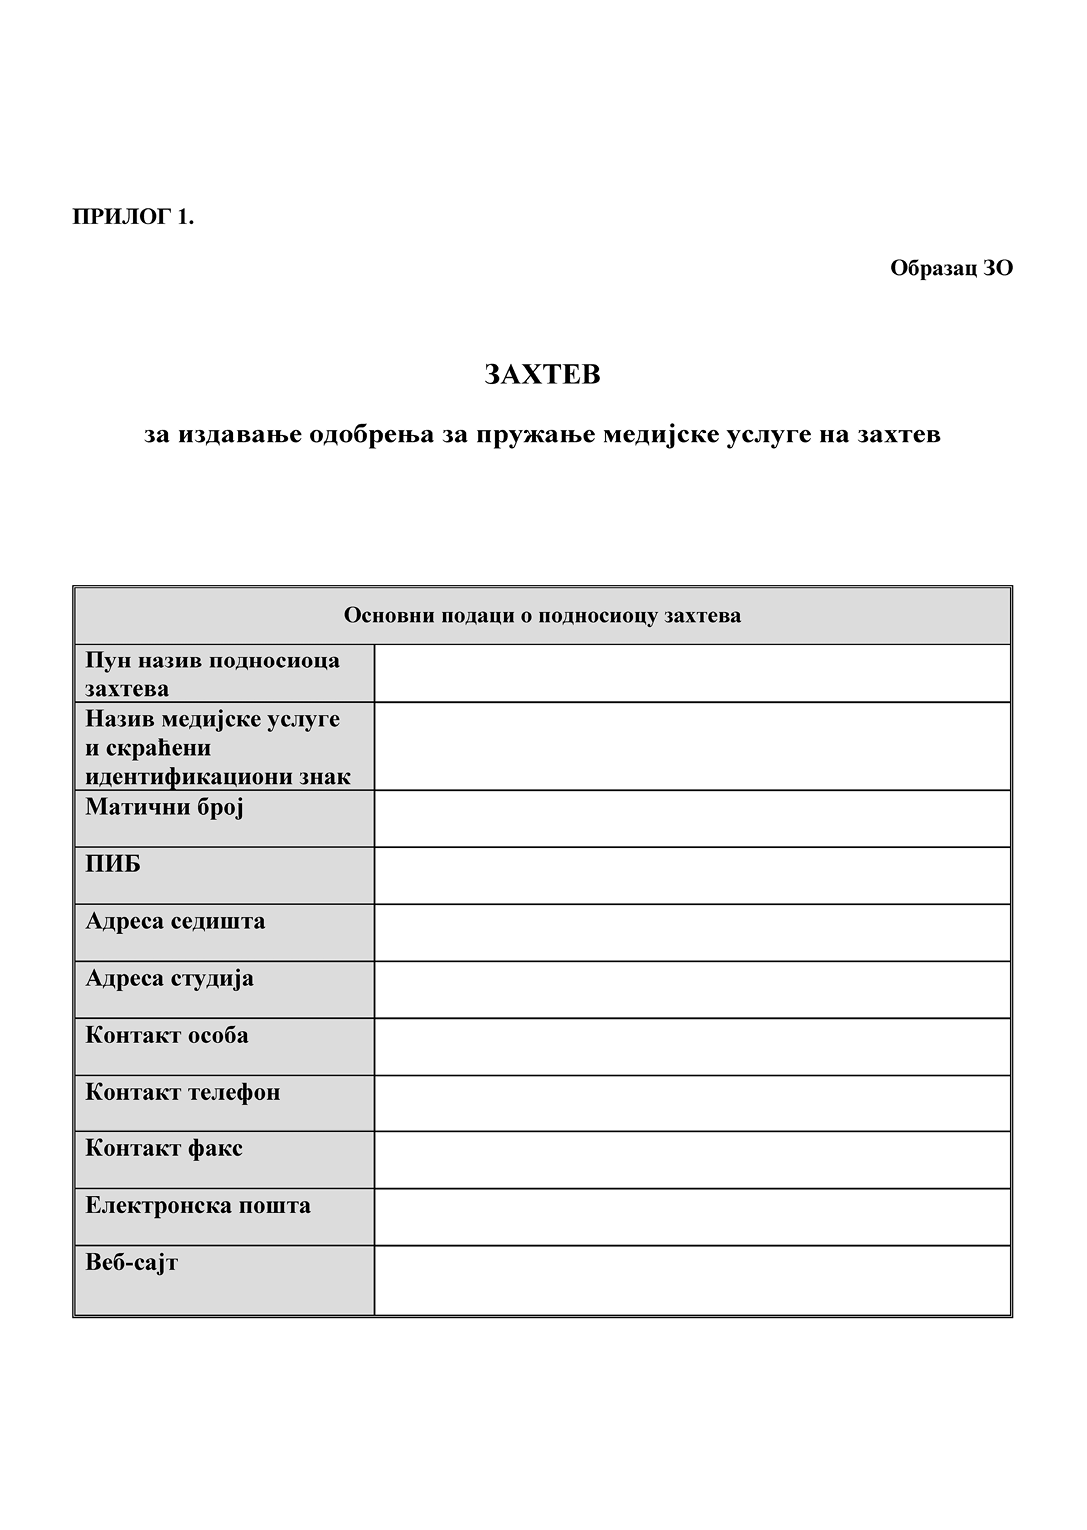 ПРИЛОГ 1.
Образац ЗО
ЗАХТЕВ
за издавање одобрења за пружање медијске услуге на захтев
Основни подаци о подносиоцу захтева
Пун назив подносиоца
захтева
Назив медијске услуге
и скраћени
идентификациони знак
Матични број
ПИБ
Адреса седишта
Адреса студија
Контакт особа
Контакт телефон
Контакт факс
Електронска пошта
Веб-сајт